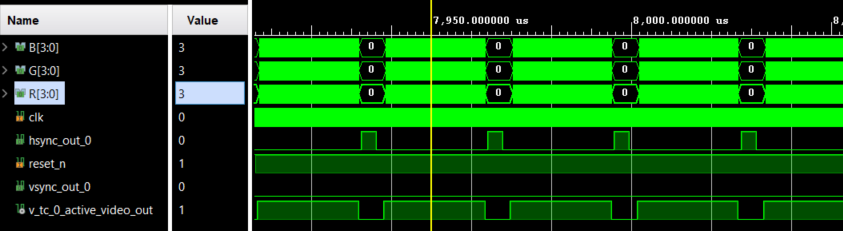 Name Value
7,950.000000 us 8,000.000000 us 8,
B[3:0] 3 0 0 0 0
G[3:0] 3 0 0 0 0
R[3:0] 3 0 0 0 0
clk 0
hsync_out_0 0
reset_n 1
vsync_out_0 0
v_tc_0_active_video_out 1